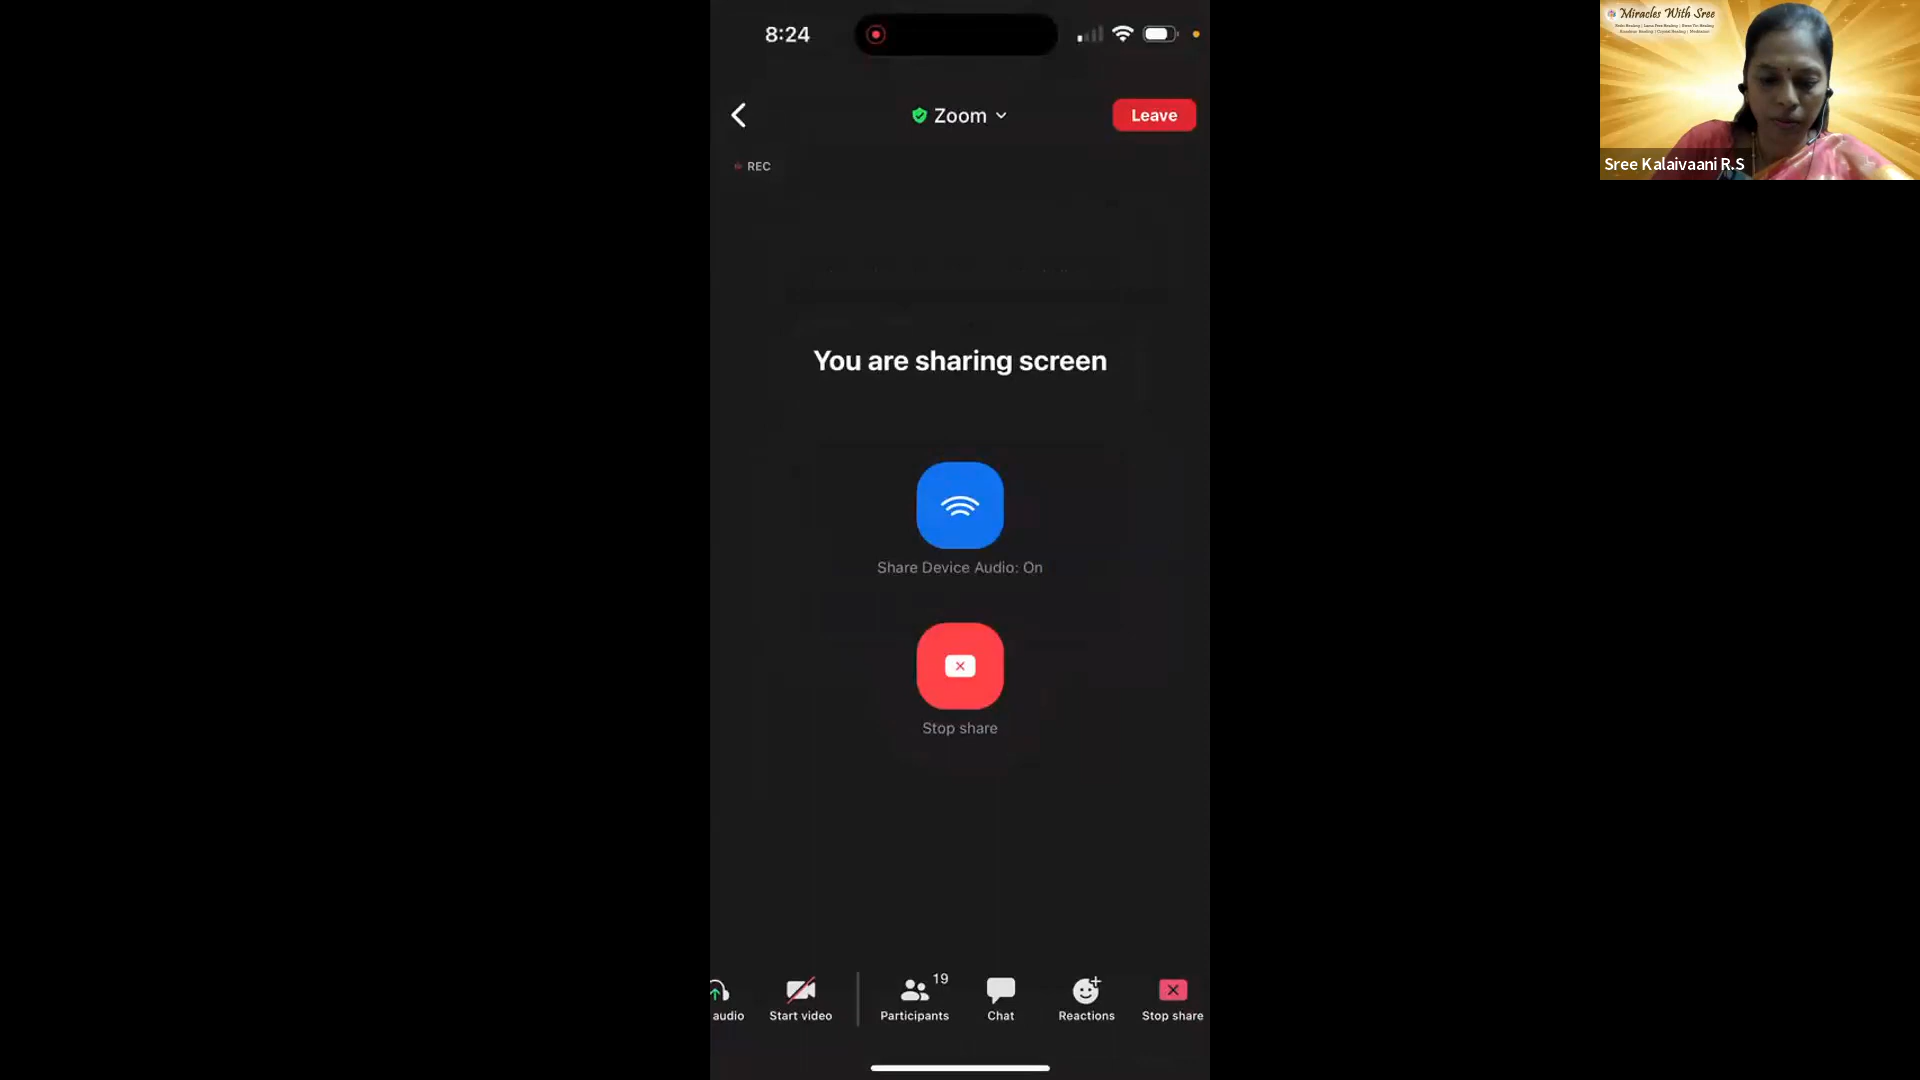 8:24
Zoom
Leave
REC
You are sharing screen
Share Device Audio: On
Stop share
audio
Start video
19
Participants
Chat
Reactions
Stop share
Miracles With Sree
Sree Kalaivaani R.S